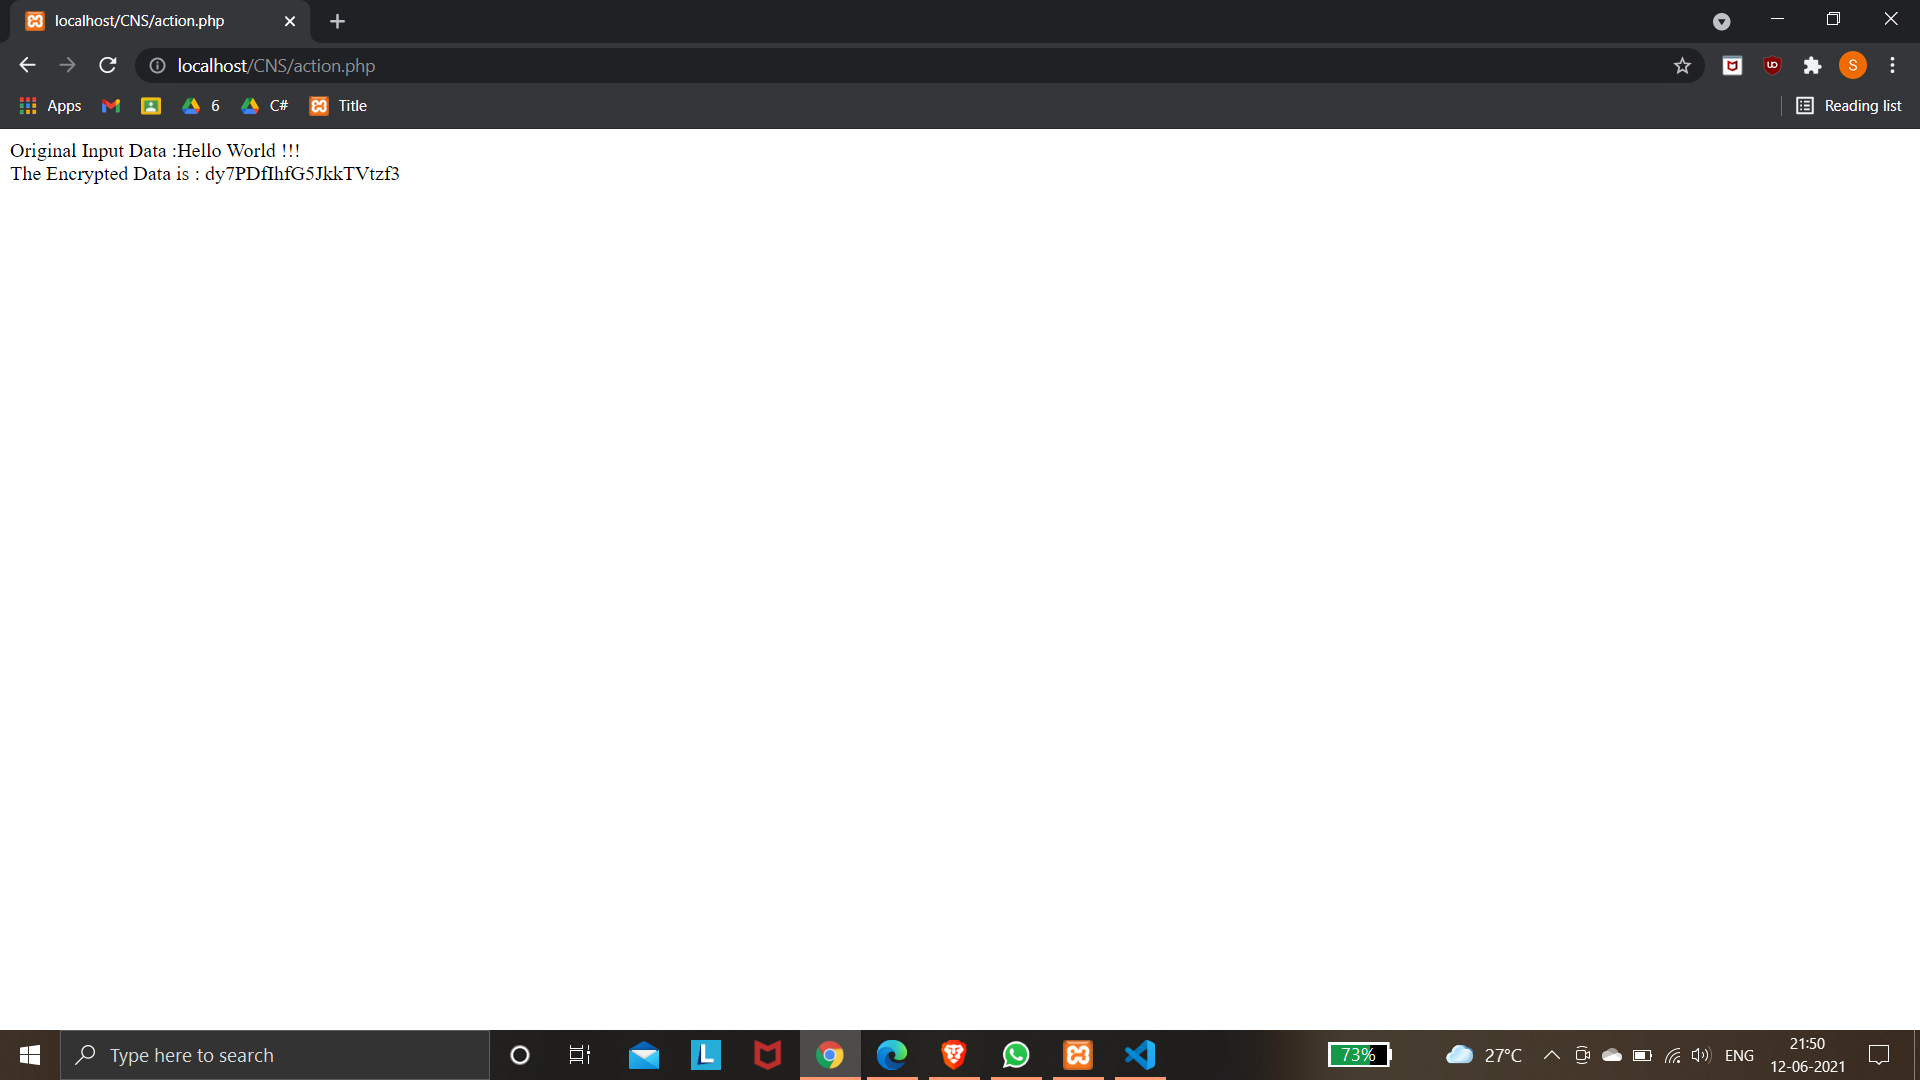 localhost/CNS/action.php
localhost/CNS/action.php
S
Apps 6 C# Title Reading list
Original Input Data :Hello World !!!
The Encrypted Data is : dy7PDfIhfG5JkkTVtzf3
Type here to search
L
73%
27°C
ENG
21:50
12-06-2021